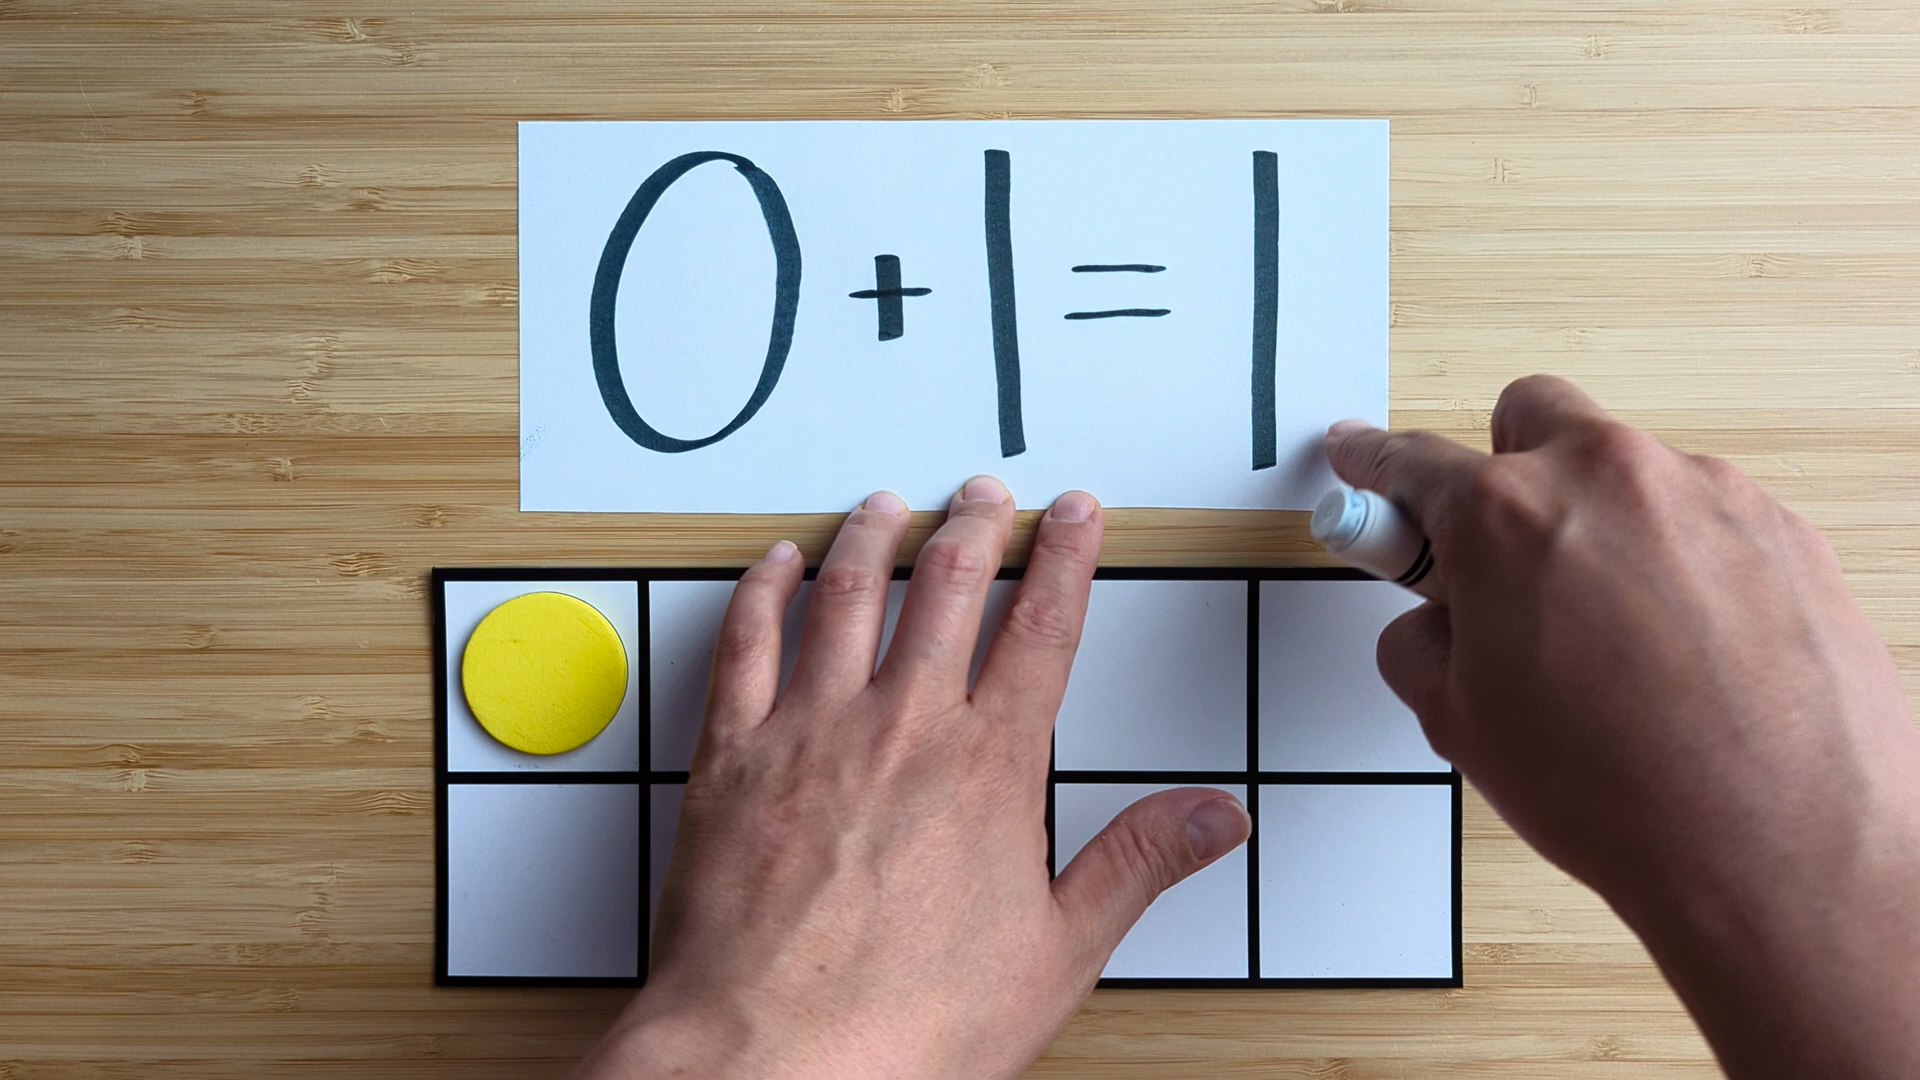 0 + 1 = 1